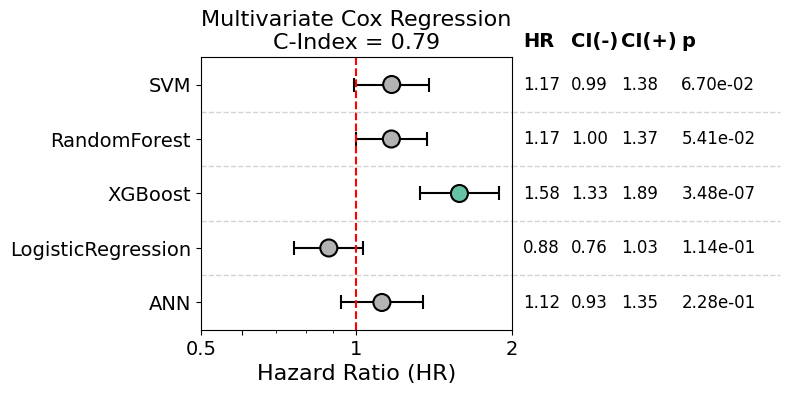 Multivariate Cox Regression
C-Index = 0.79
HR CI(-) CI(+) p
SVM 1.17 0.99 1.38 6.70e-02
RandomForest 1.17 1.00 1.37 5.41e-02
XGBoost 1.58 1.33 1.89 3.48e-07
LogisticRegression 0.88 0.76 1.03 1.14e-01
ANN 1.12 0.93 1.35 2.28e-01
0.5 1 2
Hazard Ratio (HR)